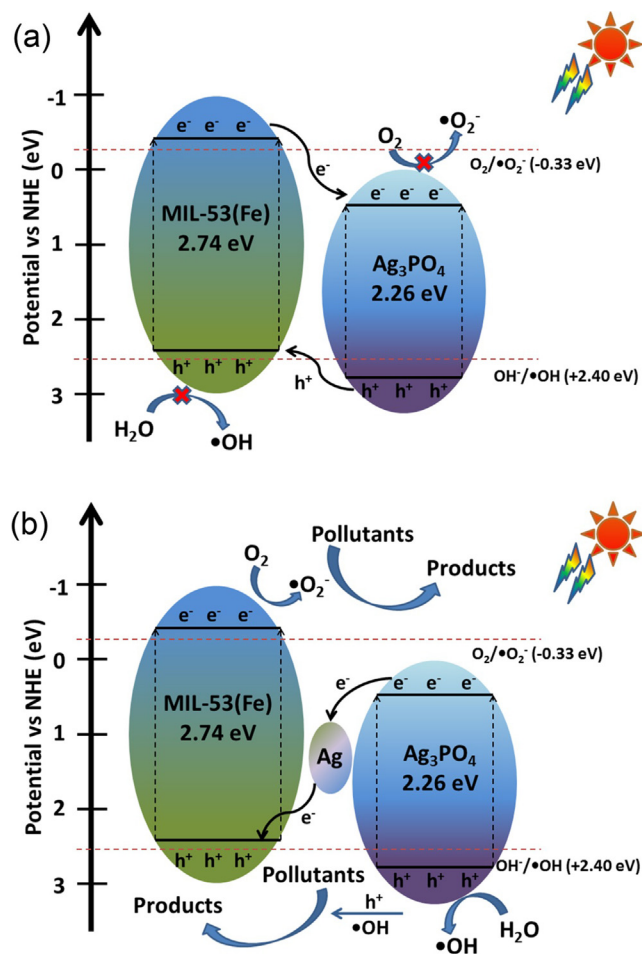 (a)
Potential vs NHE (eV)
-1
0
1
2
3
e⁻ e⁻ e⁻
MIL-53(Fe)
2.74 eV
h⁺ h⁺ h⁺
e⁻
h⁺
O₂
●O₂⁻
O₂/●O₂⁻ (-0.33 eV)
e⁻ e⁻ e⁻
Ag₃PO₄
2.26 eV
h⁺ h⁺ h⁺
OH⁻/●OH (+2.40 eV)
H₂O
●OH
(b)
Potential vs NHE (eV)
-1
0
1
2
3
O₂
●O₂⁻
Pollutants
Products
e⁻ e⁻ e⁻
MIL-53(Fe)
2.74 eV
h⁺ h⁺ h⁺
O₂/●O₂⁻ (-0.33 eV)
e⁻
Ag
e⁻
e⁻ e⁻ e⁻
Ag₃PO₄
2.26 eV
h⁺ h⁺ h⁺
OH⁻/●OH (+2.40 eV)
Pollutants
Products
h⁺
●OH
●OH
H₂O